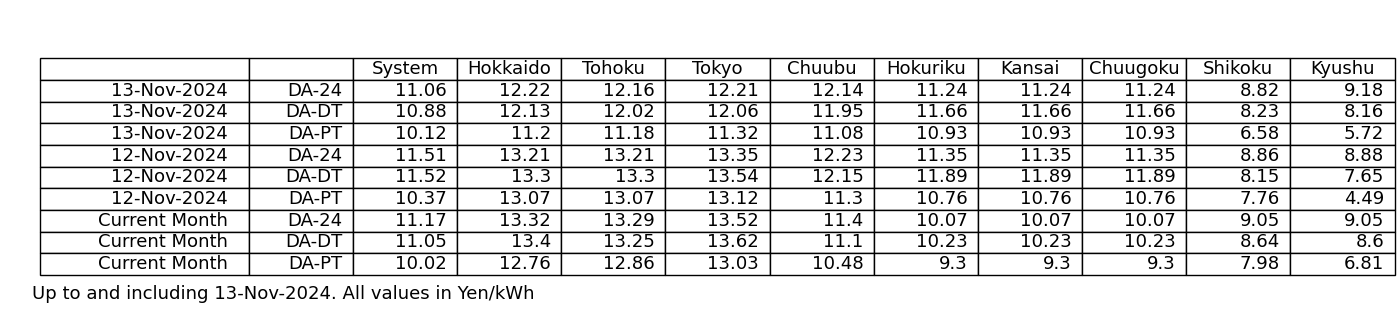 System Hokkaido Tohoku Tokyo Chuubu Hokuriku Kansai Chuugoku Shikoku Kyushu
13-Nov-2024 DA-24 11.06 12.22 12.16 12.21 12.14 11.24 11.24 11.24 8.82 9.18
13-Nov-2024 DA-DT 10.88 12.13 12.02 12.06 11.95 11.66 11.66 11.66 8.23 8.16
13-Nov-2024 DA-PT 10.12 11.2 11.18 11.32 11.08 10.93 10.93 10.93 6.58 5.72
12-Nov-2024 DA-24 11.51 13.21 13.21 13.35 12.23 11.35 11.35 11.35 8.86 8.88
12-Nov-2024 DA-DT 11.52 13.3 13.3 13.54 12.15 11.89 11.89 11.89 8.15 7.65
12-Nov-2024 DA-PT 10.37 13.07 13.07 13.12 11.3 10.76 10.76 10.76 7.76 4.49
Current Month DA-24 11.17 13.32 13.29 13.52 11.4 10.07 10.07 10.07 9.05 9.05
Current Month DA-DT 11.05 13.4 13.25 13.62 11.1 10.23 10.23 10.23 8.64 8.6
Current Month DA-PT 10.02 12.76 12.86 13.03 10.48 9.3 9.3 9.3 7.98 6.81
Up to and including 13-Nov-2024. All values in Yen/kWh